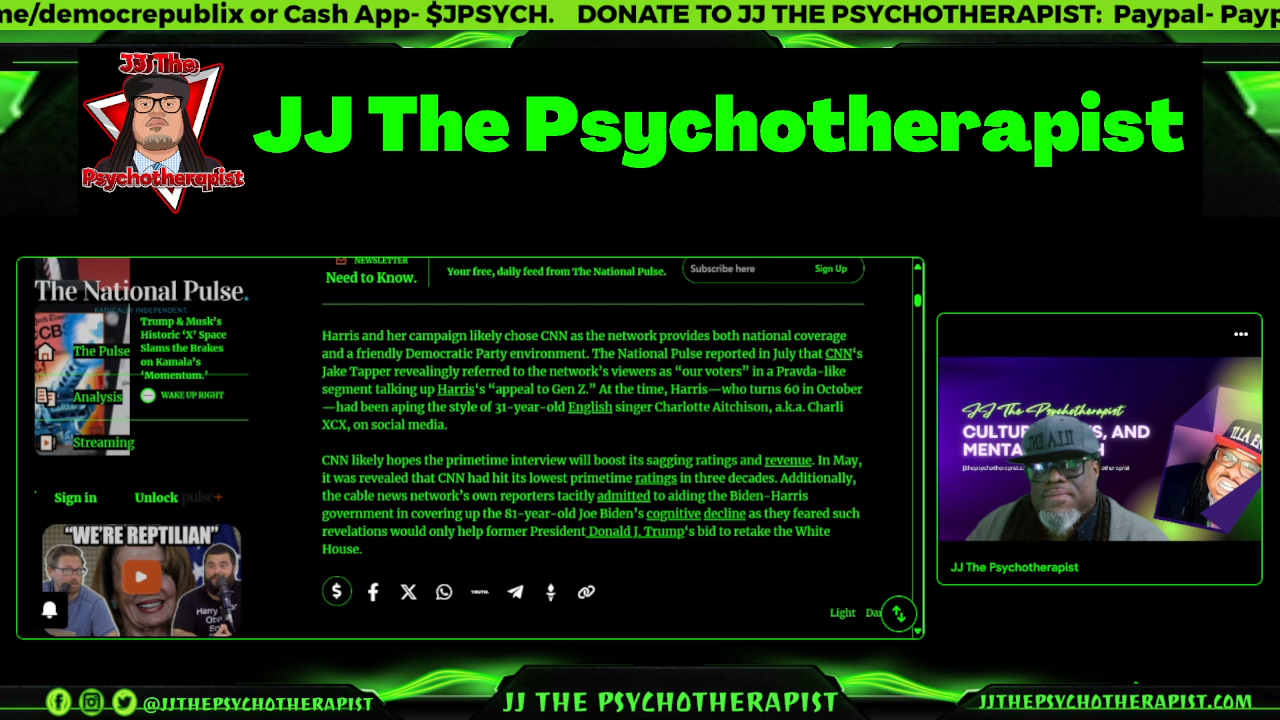 me/democrepublix or Cash App- $JPSYCH. DONATE TO JJ THE PSYCHOTHERAPIST: Paypal- Payp
JJ The
Psychotherapist
JJ The Psychotherapist
The National Pulse.
RADICALLY INDEPENDENT.
Trump & Musk's
Historic 'X' Space
Slams the Brakes
on Kamala's
'Momentum.'
WAKE UP RIGHT
The Pulse
Analysis
Streaming
Sign in
Unlock pulse+
"WE'RE REPTILIAN"
NEWSLETTER
Need to Know.
Your free, daily feed from The National Pulse.
Subscribe here
Sign Up
Harris and her campaign likely chose CNN as the network provides both national coverage
and a friendly Democratic Party environment. The National Pulse reported in July that CNN's
Jake Tapper revealingly referred to the network's viewers as “our voters” in a Pravda-like
segment talking up Harris's “appeal to Gen Z.” At the time, Harris—who turns 60 in October
—had been aping the style of 31-year-old English singer Charlotte Aitchison, a.k.a. Charli
XCX, on social media.
CNN likely hopes the primetime interview will boost its sagging ratings and revenue. In May,
it was revealed that CNN had hit its lowest primetime ratings in three decades. Additionally,
the cable news network's own reporters tacitly admitted to aiding the Biden-Harris
government in covering up the 81-year-old Joe Biden's cognitive decline as they feared such
revelations would only help former President Donald J. Trump's bid to retake the White
House.
TRUTH.
Light
JJ The Psychotherapist
CULTUR
S, AND
MENTA
JJ The Psychotherapist
@JJTHEPSYCHOTHERAPIST
JJ THE PSYCHOTHERAPIST
JJTHEPSYCHOTHERAPIST.COM